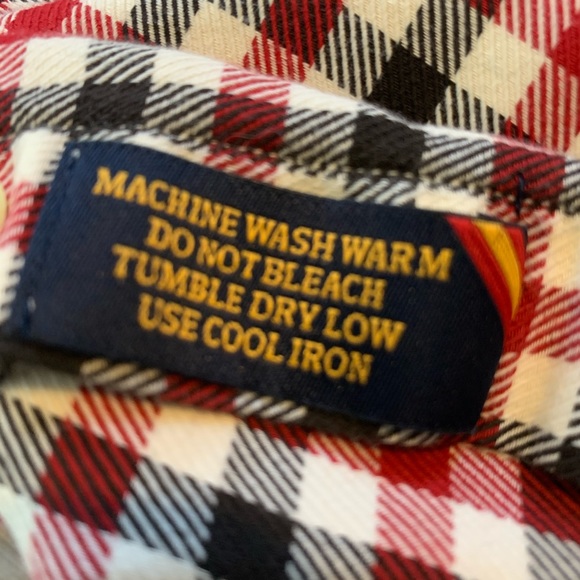 MACHINE WASH WARM
DO NOT BLEACH
TUMBLE DRY LOW
USE COOL IRON